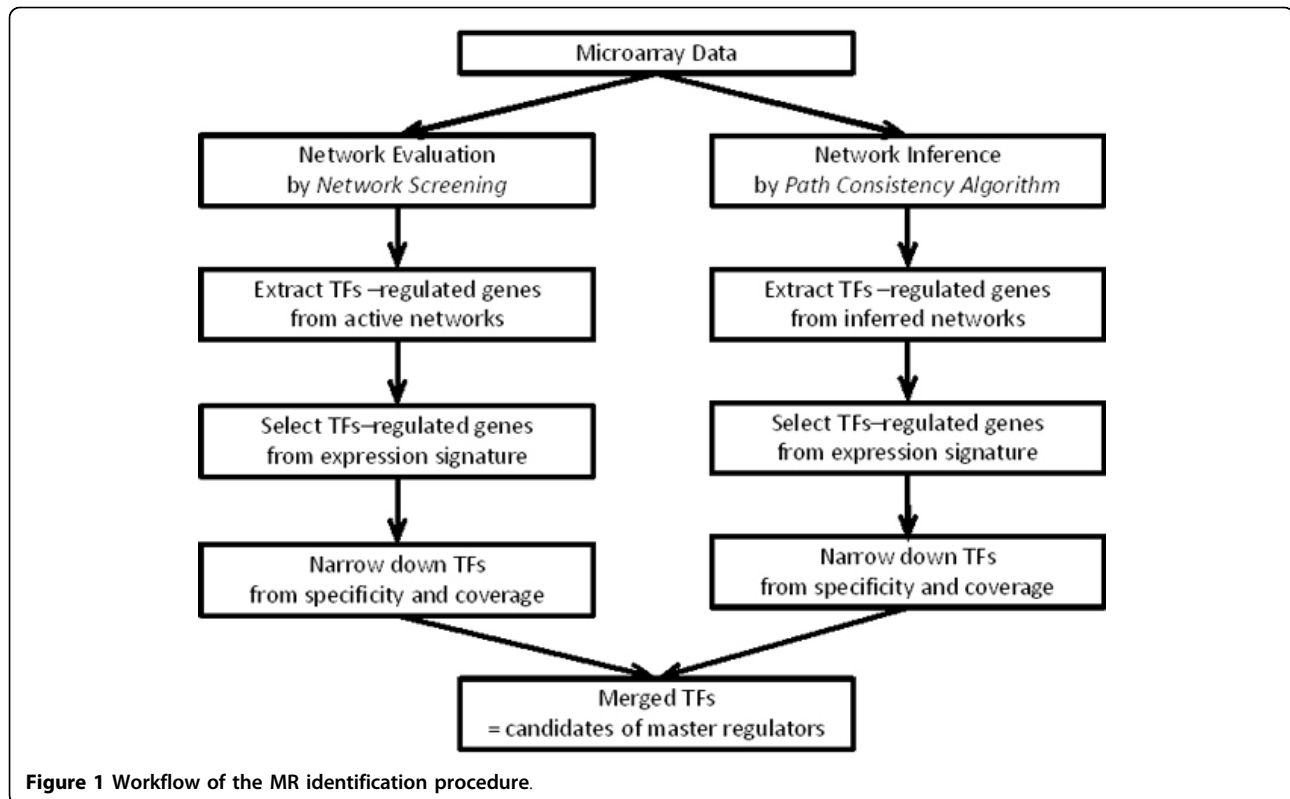 Microarray Data
Network Evaluation
by Network Screening
Network Inference
by Path Consistency Algorithm
Extract TFs –regulated genes
from active networks
Extract TFs –regulated genes
from inferred networks
Select TFs–regulated genes
from expression signature
Select TFs–regulated genes
from expression signature
Narrow down TFs
from specificity and coverage
Narrow down TFs
from specificity and coverage
Merged TFs
= candidates of master regulators
Figure 1 Workflow of the MR identification procedure.